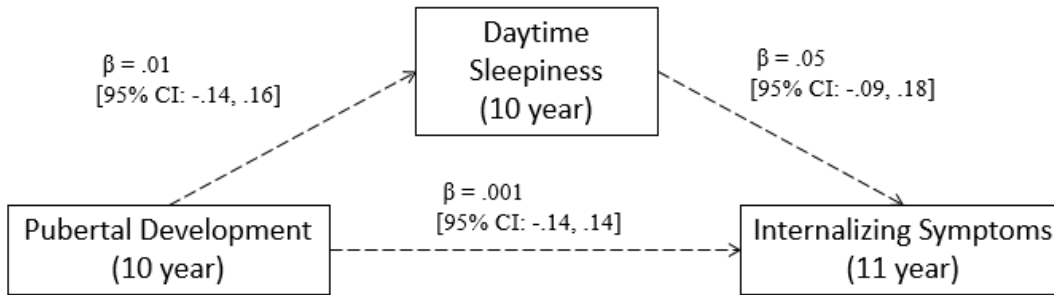 Daytime
Sleepiness
(10 year)
β = .01
[95% CI: -.14, .16]
β = .05
[95% CI: -.09, .18]
β = .001
[95% CI: -.14, .14]
Pubertal Development
(10 year)
Internalizing Symptoms
(11 year)